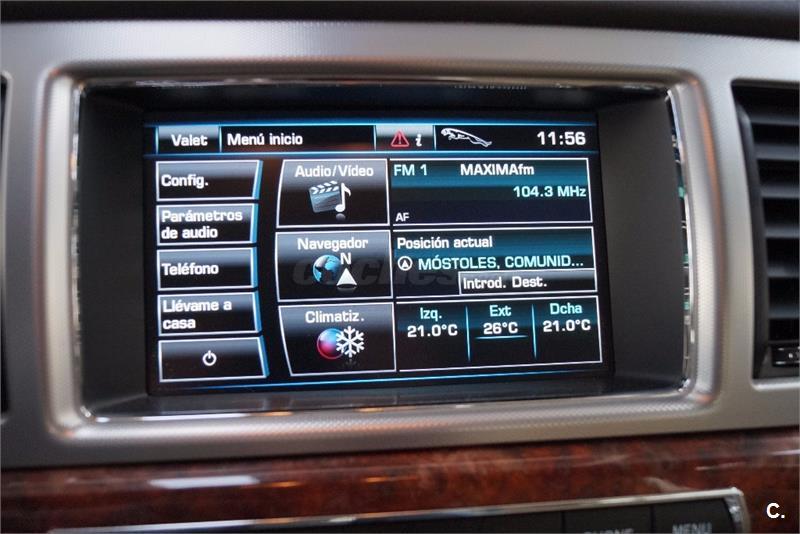 Valet
Menú inicio
i
11:56
Config.
Parámetros
de audio
Teléfono
Llévame a
casa
Audio/Vídeo
Navegador
N
Climatiz.
FM 1
MAXIMAfm
104.3 MHz
AF
Posición actual
MÓSTOLES, COMUNID...
Introd. Dest.
Izq.
21.0°C
Ext
26°C
Dcha
21.0°C
coches
PHONE
MENU
C.